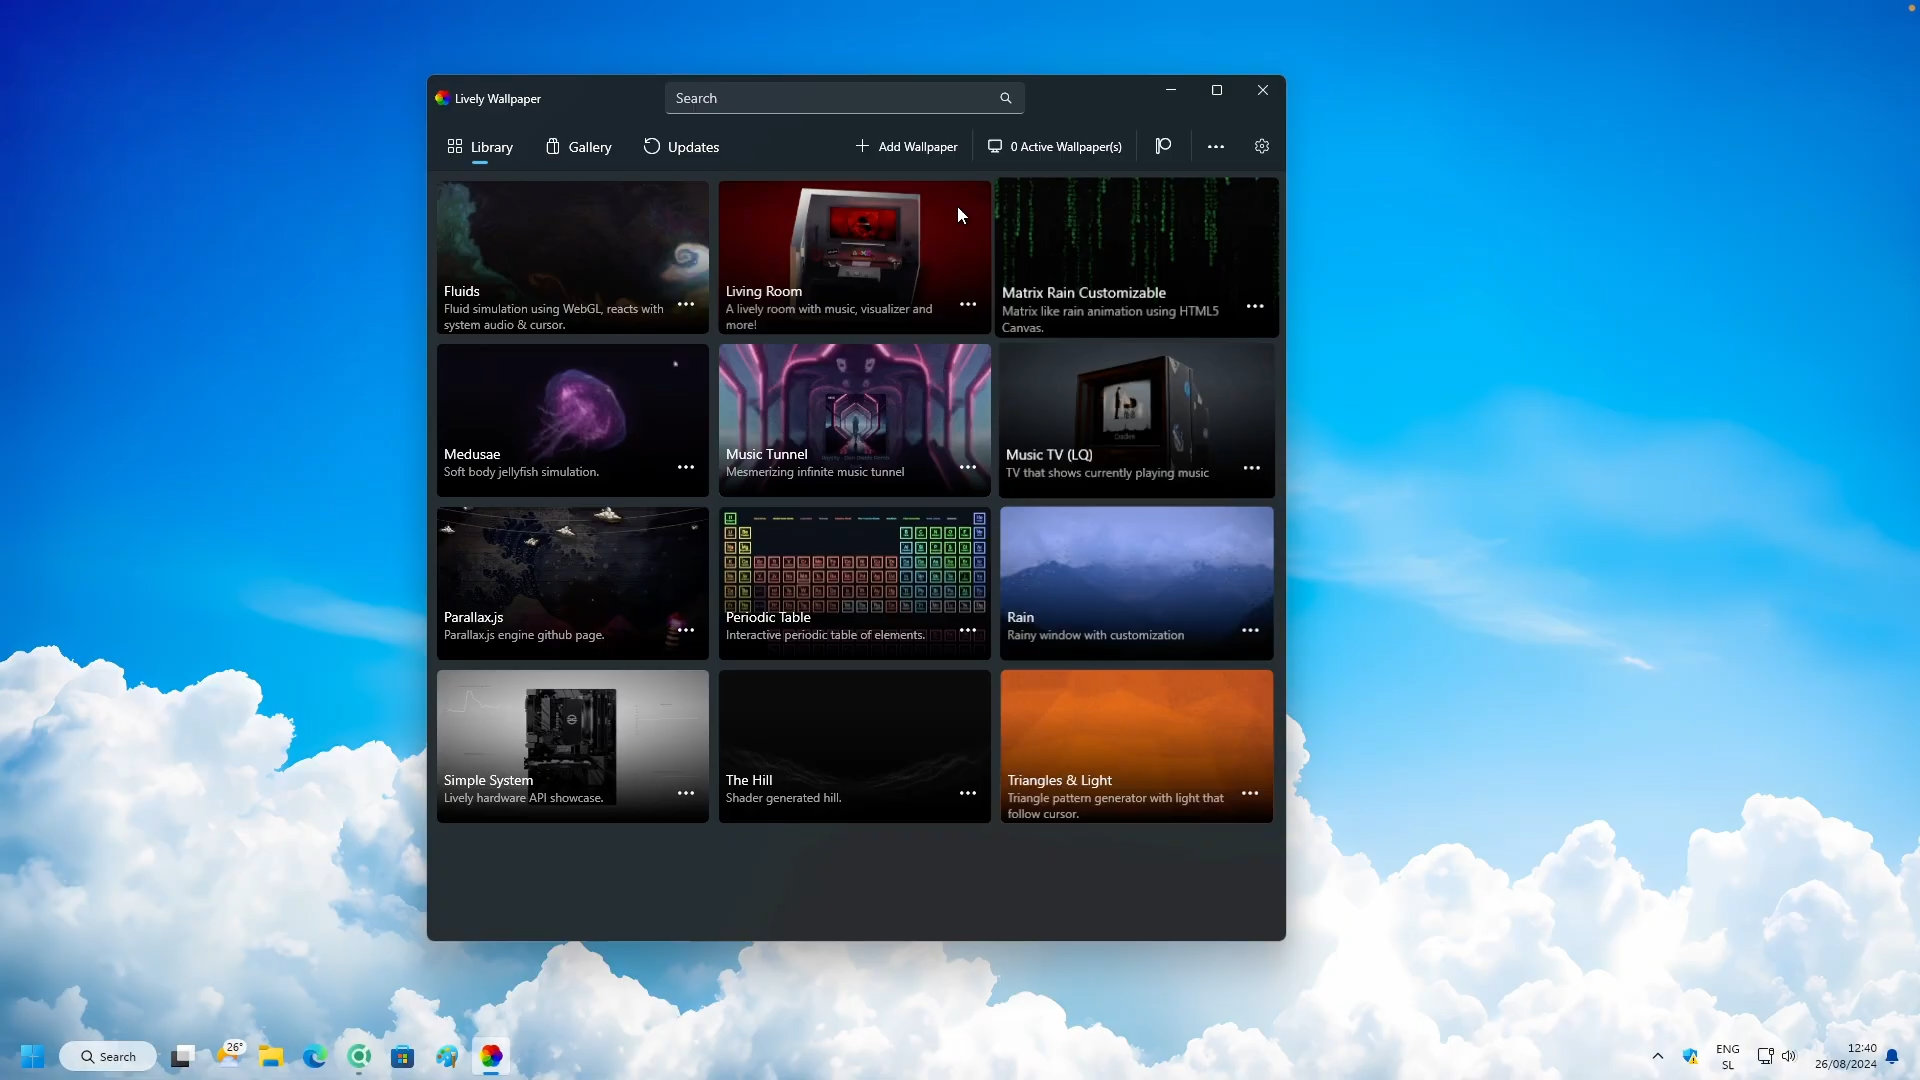 Lively Wallpaper
Search
Library
Gallery
Updates
Add Wallpaper
0 Active Wallpaper(s)
Fluids
Fluid simulation using WebGL, reacts with
system audio & cursor.
Living Room
A lively room with music, visualizer and
more!
Matrix Rain Customizable
Matrix like rain animation using HTML5
Canvas.
Medusae
Soft body jellyfish simulation.
Music Tunnel
Mesmerizing infinite music tunnel
Music TV (LQ)
TV that shows currently playing music
Parallax.js
Parallax.js engine github page.
Periodic Table
Interactive periodic table of elements.
Rain
Rainy window with customization
Simple System
Lively hardware API showcase.
The Hill
Shader generated hill.
Triangles & Light
Triangle pattern generator with light that
follow cursor.
Search
26°
ENG
SL
12:40
26/08/2024